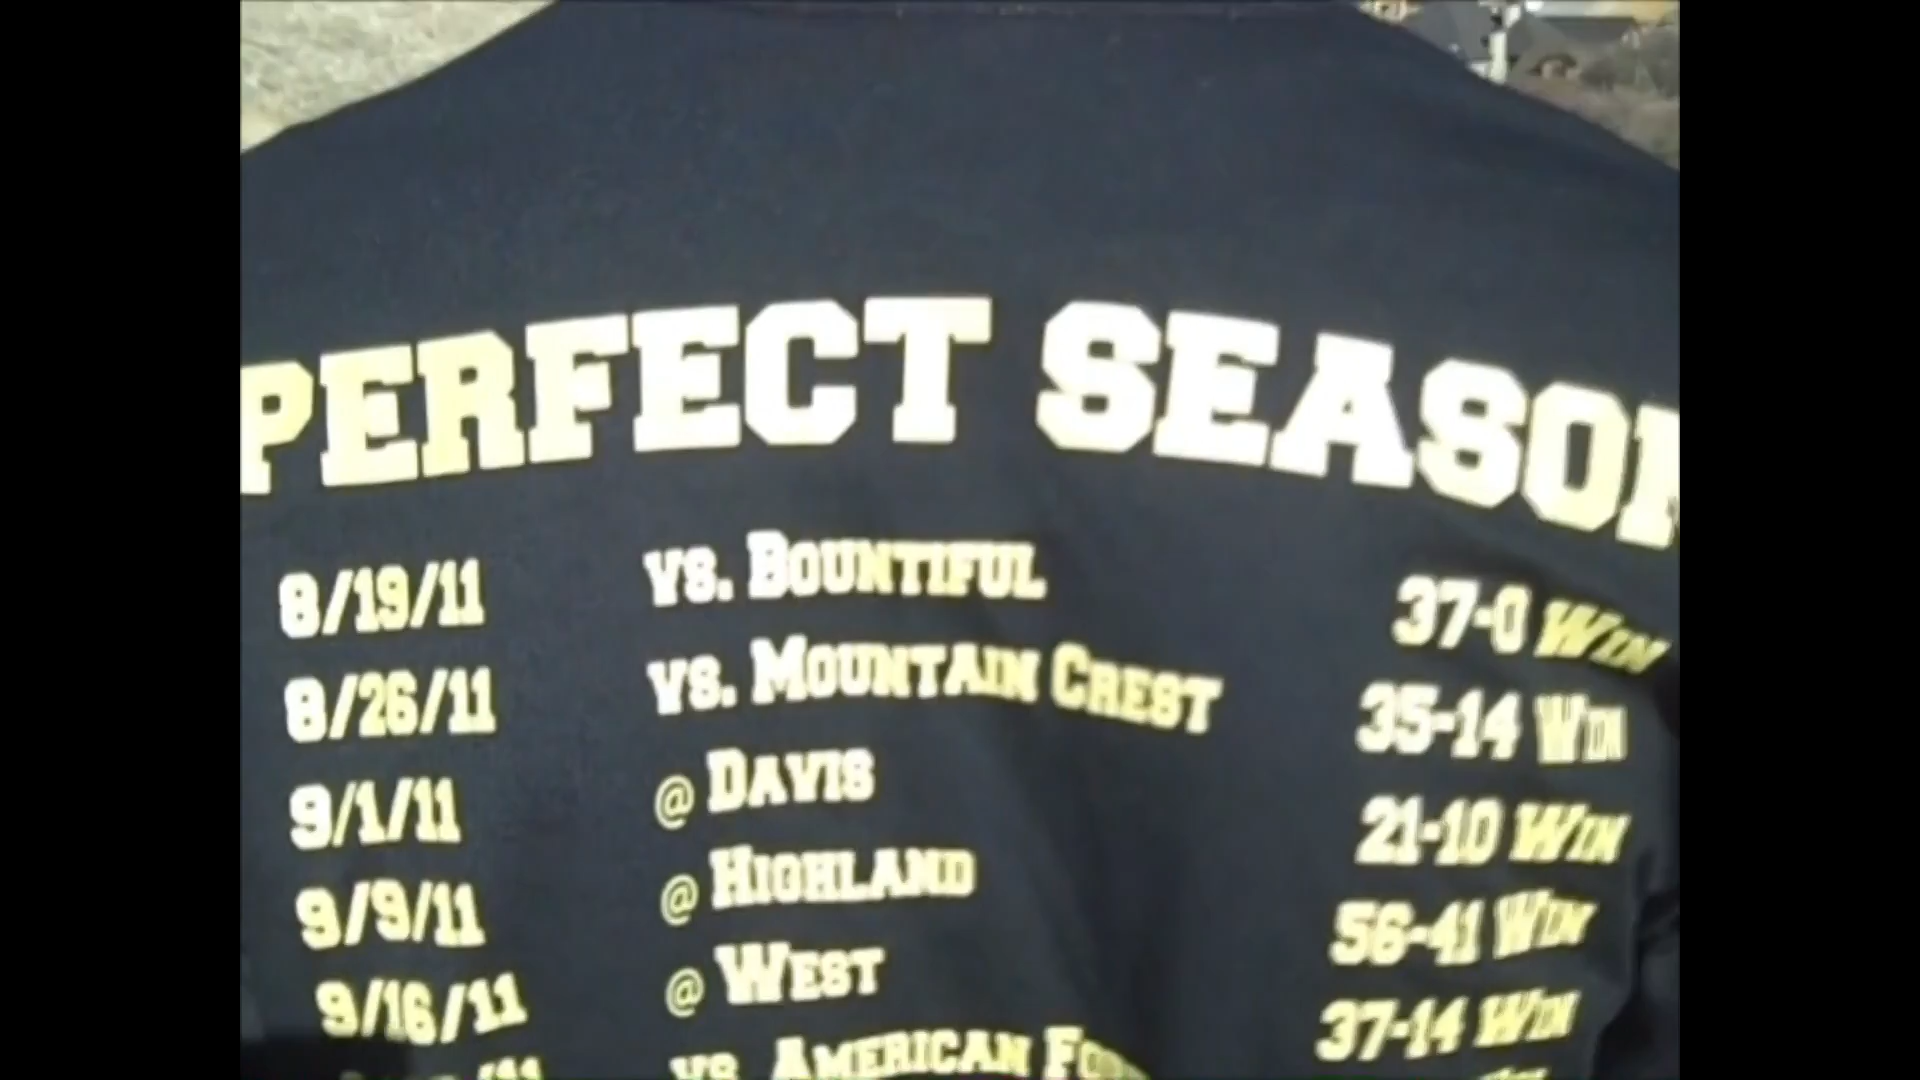 PERFECT SEASON
8/19/11 vs. Bountiful 37-0 Win
8/26/11 vs. Mountain Crest 35-14 Win
9/1/11 @ Davis 21-10 Win
9/9/11 @ Highland 56-41 Win
9/16/11 @ West 37-14 Win
vs. American